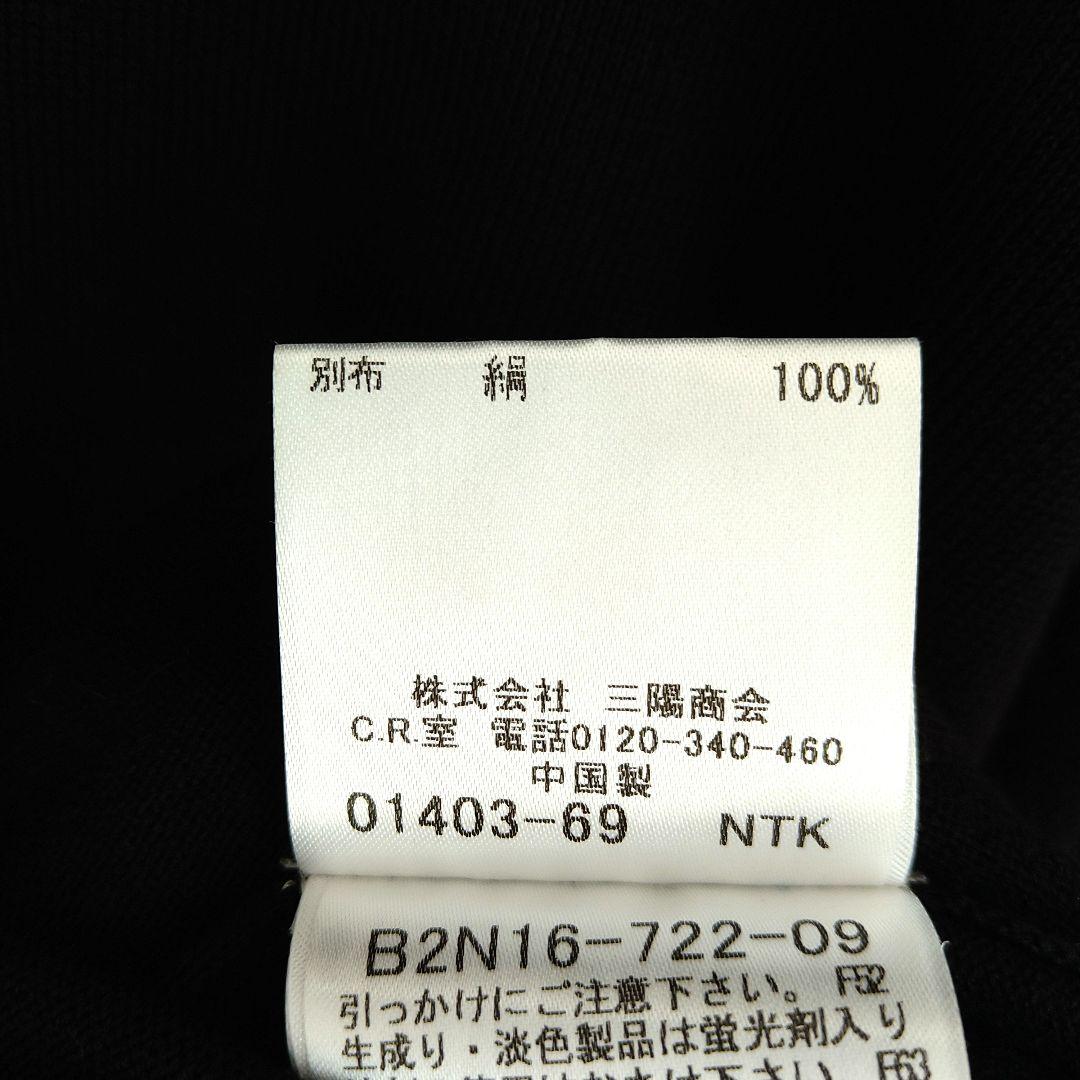 別布 絹 100%
株式会社 三陽商会
C.R.室 電話0120-340-460
中国製
01403-69 NTK
B2N16-722-09
引っかけにご注意下さい。 F52
生成り・淡色製品は蛍光剤入り
F63